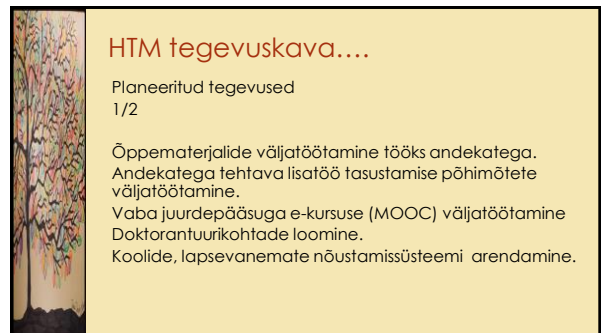 HTM tegevuskava….
Planeeritud tegevused
1/2
Õppematerjalide väljatöötamine tööks andekatega.
Andekatega tehtava lisatöö tasustamise põhimõtete
väljatöötamine.
Vaba juurdepääsuga e-kursuse (MOOC) väljatöötamine
Doktorantuurikohtade loomine.
Koolide, lapsevanemate nõustamissüsteemi arendamine.